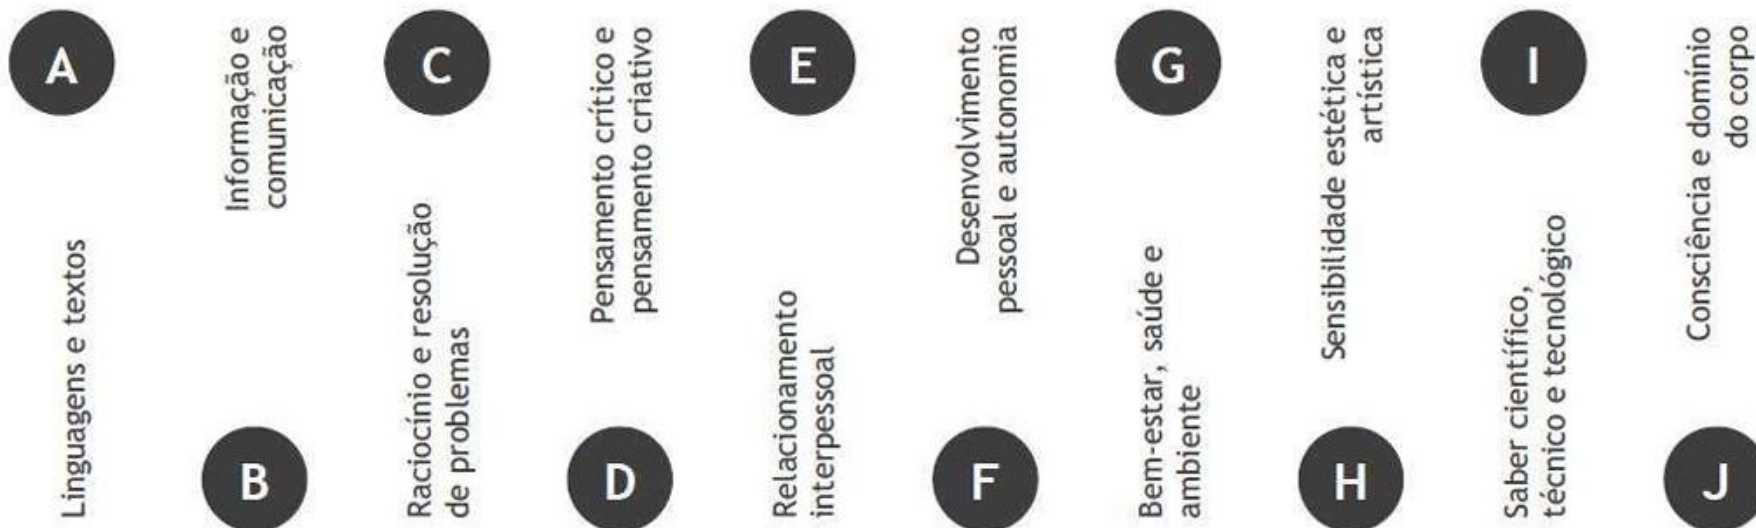 A
Linguagens e textos
B
Informação e
comunicação
C
Raciocínio e resolução
de problemas
D
Pensamento crítico e
pensamento criativo
E
Relacionamento
interpessoal
F
Desenvolvimento
pessoal e autonomia
G
Bem-estar, saúde e
ambiente
H
Sensibilidade estética e
artística
I
Saber científico,
técnico e tecnológico
J
Consciência e domínio
do corpo